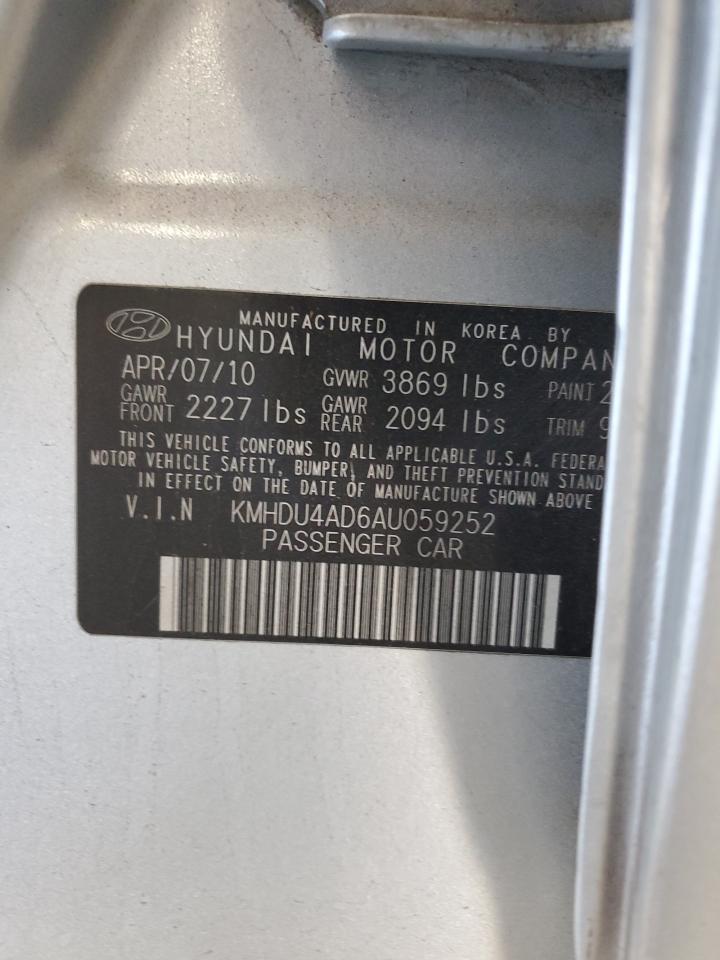 MANUFACTURED IN KOREA BY
HYUNDAI MOTOR
APR/07/10 GVWR 3869 lbs PAINT
GAWR FRONT 2227 lbs GAWR REAR 2094 lbs TRIM
THIS VEHICLE CONFORMS TO ALL APPLICABLE U.S.A.
MOTOR VEHICLE SAFETY, BUMPER, AND THEFT PREVENTION
IN EFFECT ON THE DATE OF MANUFACTURE SHOWN ABOVE
V.I.N KMHDU4AD6AU059252
PASSENGER CAR